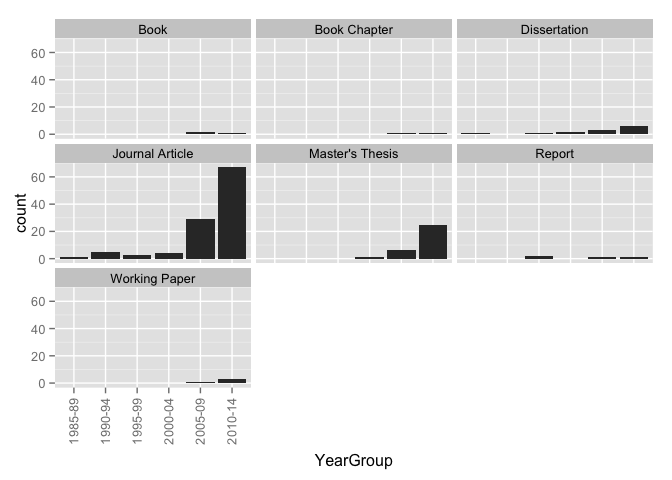 Book
Book Chapter
Dissertation
60
40
20
0
Journal Article
Master's Thesis
Report
60
40
20
0
count
Working Paper
60
40
20
0
1985-89
1990-94
1995-99
2000-04
2005-09
2010-14
YearGroup